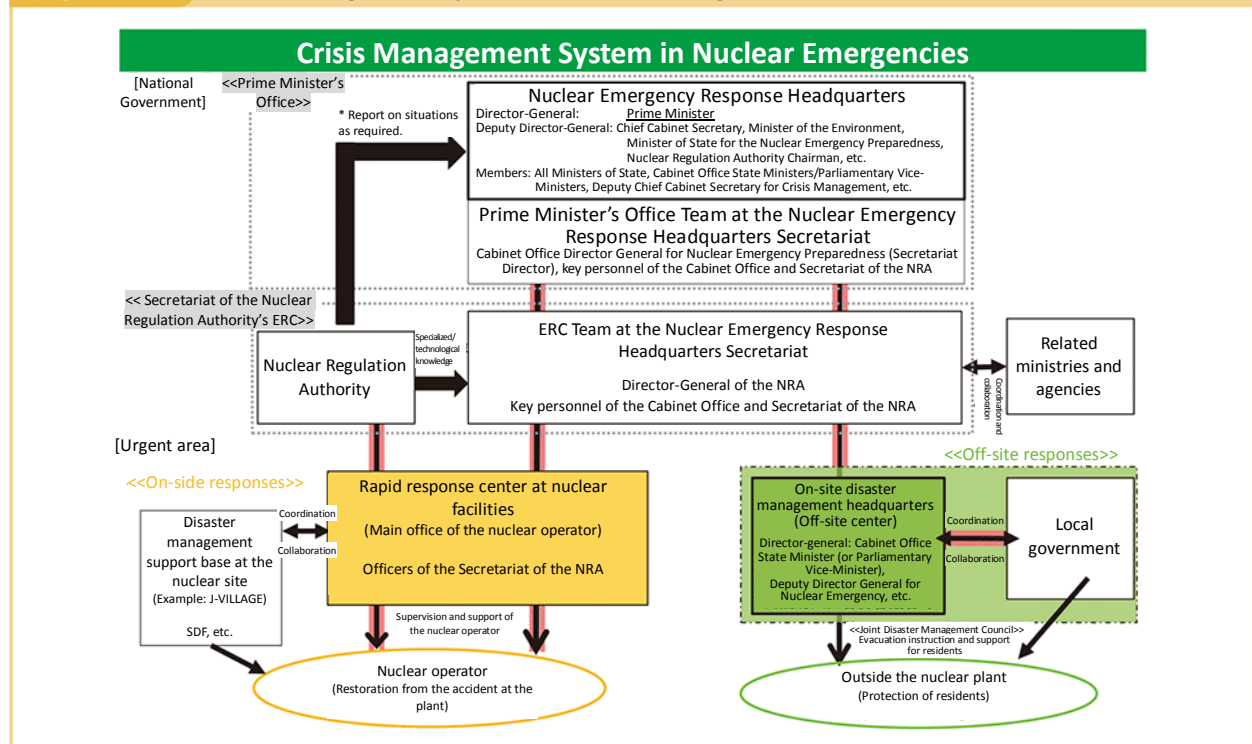 Crisis Management System in Nuclear Emergencies
[National
Government]
<<Prime Minister's
Office>>
* Report on situations
as required.
Nuclear Emergency Response Headquarters
Director-General: Prime Minister
Deputy Director-General: Chief Cabinet Secretary, Minister of the Environment,
Minister of State for the Nuclear Emergency Preparedness,
Nuclear Regulation Authority Chairman, etc.
Members: All Ministers of State, Cabinet Office State Ministers/Parliamentary Vice-
Ministers, Deputy Chief Cabinet Secretary for Crisis Management, etc.
Prime Minister's Office Team at the Nuclear Emergency
Response Headquarters Secretariat
Cabinet Office Director General for Nuclear Emergency Preparedness (Secretariat
Director), key personnel of the Cabinet Office and Secretariat of the NRA
<< Secretariat of the Nuclear
Regulation Authority's ERC>>
Nuclear Regulation
Authority
Specialized/
technological
knowledge
ERC Team at the Nuclear Emergency Response
Headquarters Secretariat
Director-General of the NRA
Key personnel of the Cabinet Office and Secretariat of the NRA
Coordination and
collaboration
Related
ministries and
agencies
[Urgent area]
<<On-side responses>>
Disaster
management
support base at the
nuclear site
(Example: J-VILLAGE)
SDF, etc.
Coordination
Collaboration
Rapid response center at nuclear
facilities
(Main office of the nuclear operator)
Officers of the Secretariat of the NRA
Supervision and support of
the nuclear operator
Nuclear operator
(Restoration from the accident at the
plant)
<<Off-site responses>>
On-site disaster
management headquarters
(Off-site center)
Director-general: Cabinet Office
State Minister (or Parliamentary
Vice-Minister),
Deputy Director General for
Nuclear Emergency, etc.
Coordination
Collaboration
Local
government
<<Joint Disaster Management Council>>
Evacuation instruction and support
for residents
Outside the nuclear plant
(Protection of residents)